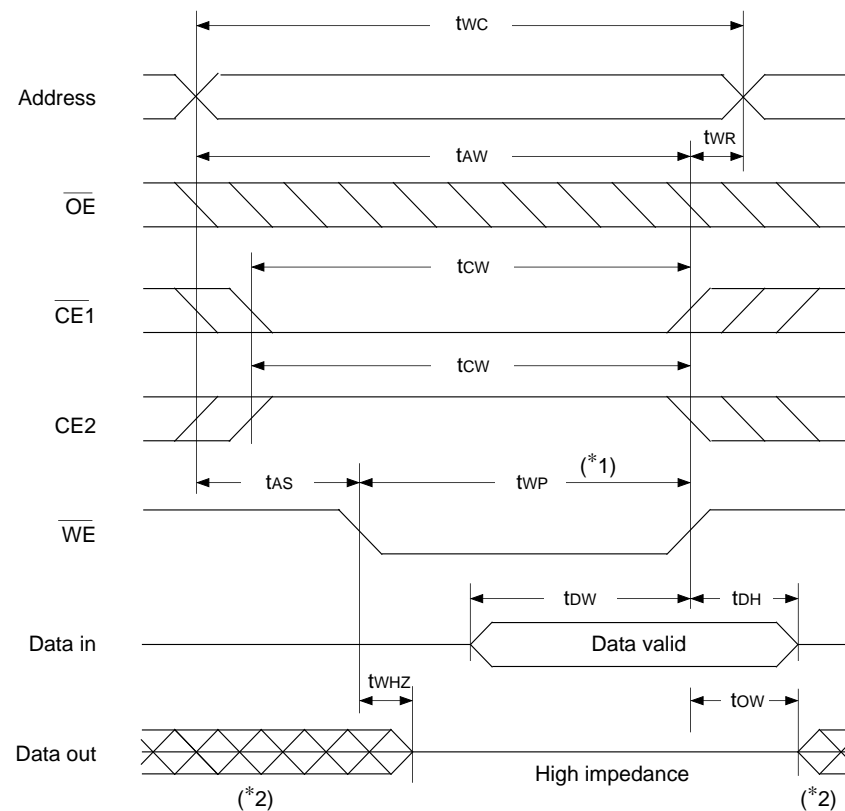 tWC
Address
tAW
tWR
OE
tCW
CE1
tCW
CE2
tAS
tWP
(*1)
WE
tDW
tDH
Data in
Data valid
tWHZ
tOW
Data out
High impedance
(*2)
(*2)